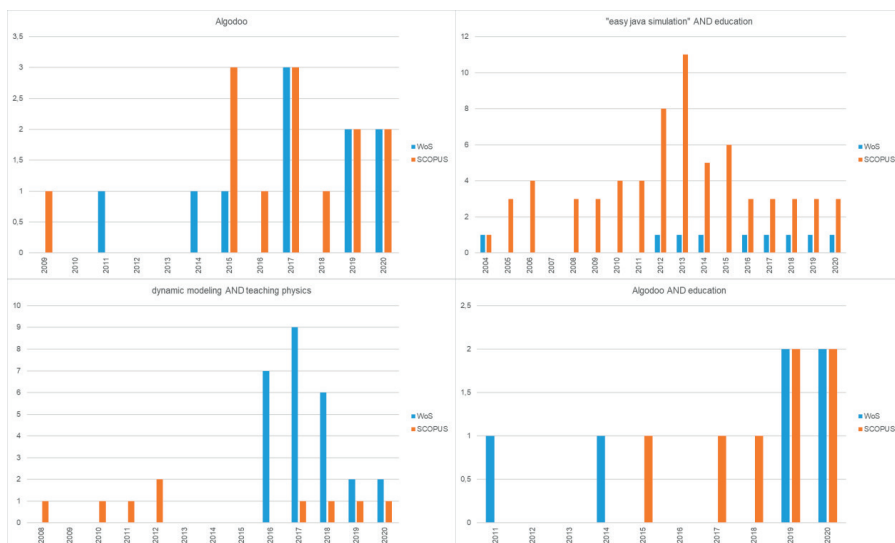 Algodoo
3,5
3
2,5
2
1,5
1
0,5
0
2009 2010 2011 2012 2013 2014 2015 2016 2017 2018 2019 2020
WoS
SCOPUS
"easy java simulation" AND education
12
10
8
6
4
2
0
2004 2005 2006 2007 2008 2009 2010 2011 2012 2013 2014 2015 2016 2017 2018 2019 2020
WoS
SCOPUS
dynamic modeling AND teaching physics
10
9
8
7
6
5
4
3
2
1
0
2008 2009 2010 2011 2012 2013 2014 2015 2016 2017 2018 2019 2020
WoS
SCOPUS
Algodoo AND education
2,5
2
1,5
1
0,5
0
2011 2012 2013 2014 2015 2016 2017 2018 2019 2020
WoS
SCOPUS